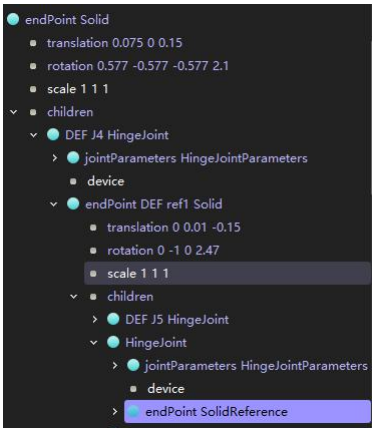 endPoint Solid
translation 0.075 0 0.15
rotation 0.577 -0.577 -0.577 2.1
scale 1 1 1
children
DEF J4 HingeJoint
jointParameters HingeJointParameters
device
endPoint DEF ref1 Solid
translation 0 0.01 -0.15
rotation 0 -1 0 2.47
scale 1 1 1
children
DEF J5 HingeJoint
HingeJoint
jointParameters HingeJointParameters
device
endPoint SolidReference